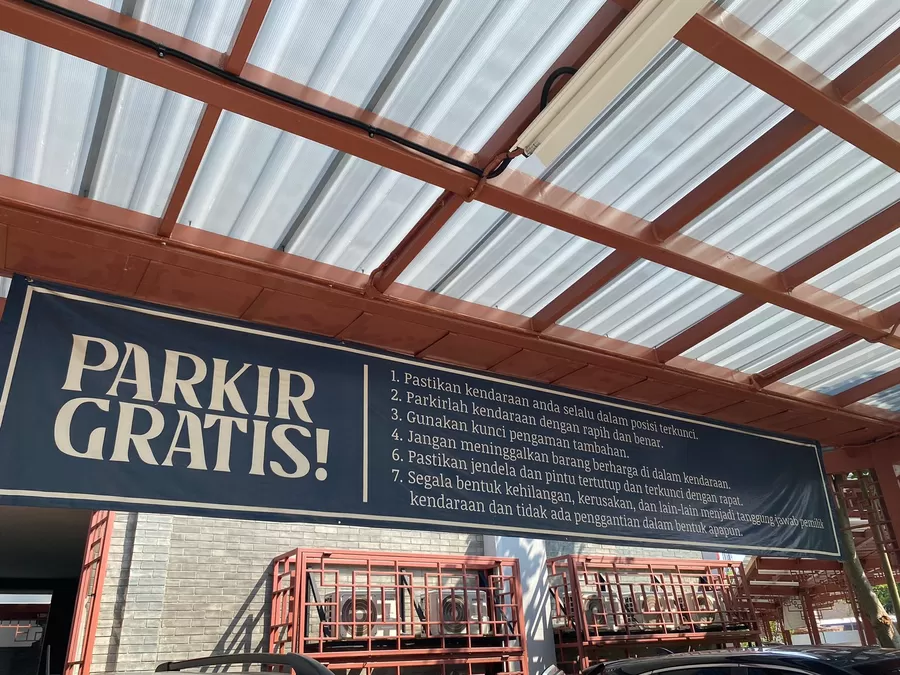 PARKIR
GRATIS!
1. Pastikan kendaraan anda selalu dalam posisi terkunci.
2. Parkirlah kendaraan dengan rapih dan benar.
3. Gunakan kunci pengaman tambahan.
4. Jangan meninggalkan barang berharga di dalam kendaraan.
6. Pastikan jendela dan pintu tertutup dan terkunci dengan rapat.
7. Segala bentuk kehilangan, kerusakan, dan lain-lain menjadi tanggung jawab pemilik
kendaraan dan tidak ada penggantian dalam bentuk apapun.